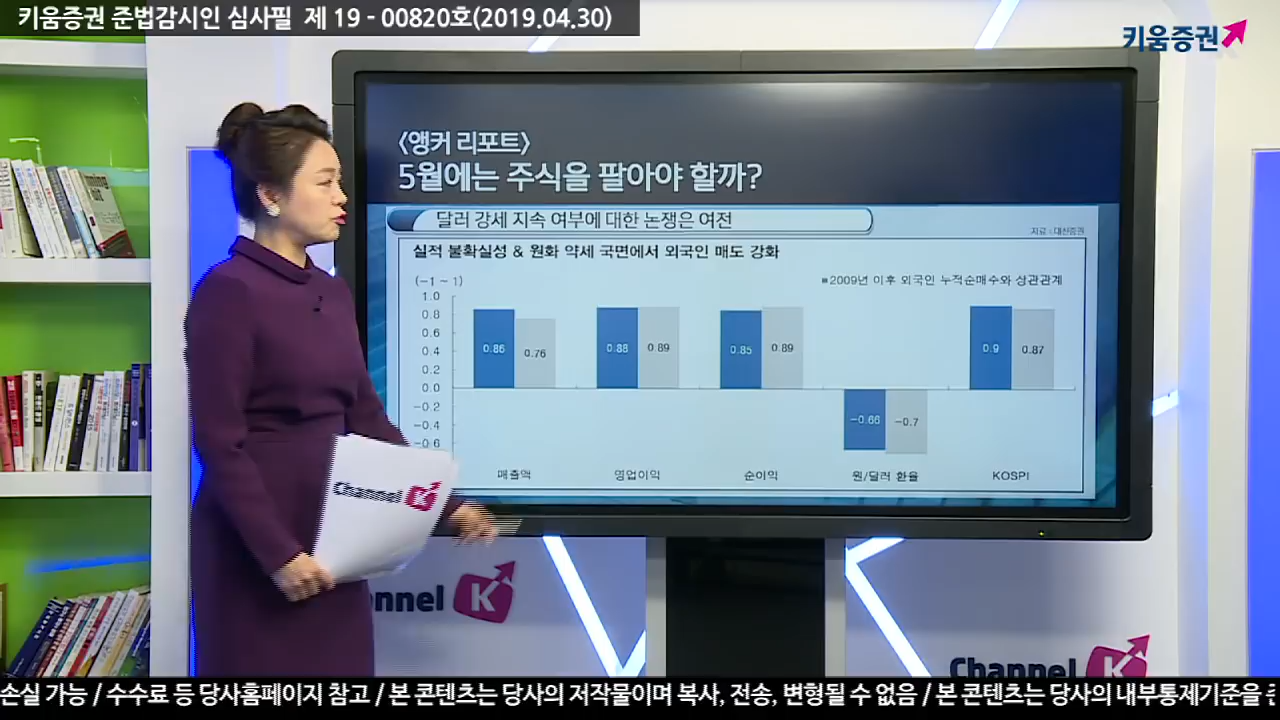 키움증권 준법감시인 심사필 제 19 - 00820호(2019.04.30)
키움증권
<앵커 리포트>
5월에는 주식을 팔아야 할까?
달러 강세 지속 여부에 대한 논쟁은 여전
자료 : 대신증권
실적 불확실성 & 원화 약세 국면에서 외국인 매도 강화
(-1 ~ 1)
2009년 이후 외국인 누적순매수와 상관관계
1.0
0.8
0.6
0.4
0.2
0.0
-0.2
-0.4
-0.6
0.86
0.76
0.88
0.89
0.85
0.89
-0.66
-0.7
0.9
0.87
매출액
영업이익
순이익
원/달러 환율
KOSPI
Channel K
nnel K
Channel K
손실 가능 / 수수료 등 당사홈페이지 참고 / 본 콘텐츠는 당사의 저작물이며 복사, 전송, 변형될 수 없음 / 본 콘텐츠는 당사의 내부통제기준을 준